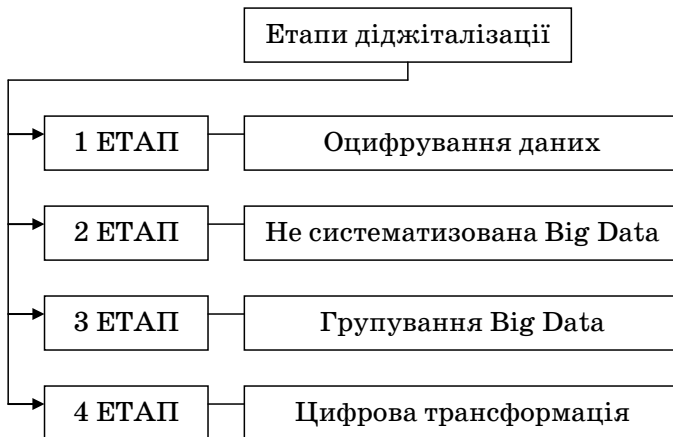 Етапи діджіталізації
1 ЕТАП
Оцифрування даних
2 ЕТАП
Не систематизована Big Data
3 ЕТАП
Групування Big Data
4 ЕТАП
Цифрова трансформація